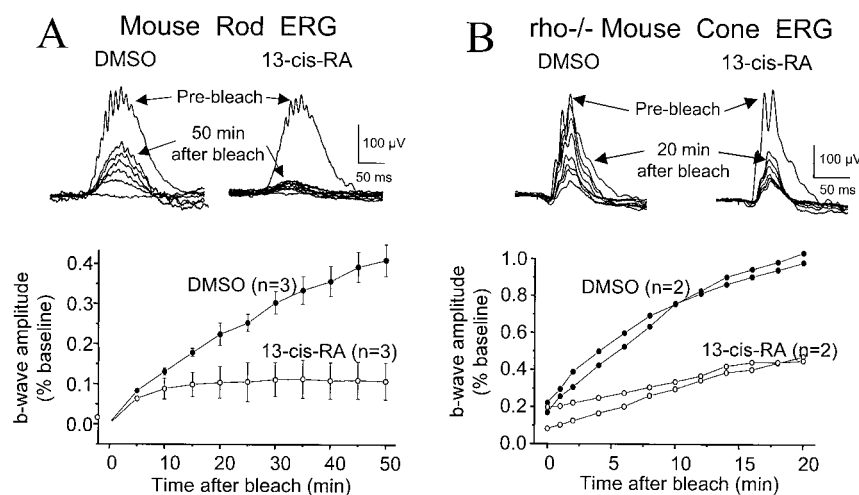 A
Mouse Rod ERG
DMSO 13-cis-RA
Pre-bleach
50 min
after bleach
100 µV
50 ms
b-wave amplitude
(% baseline)
0.4
0.3
0.2
0.1
0.0
DMSO (n=3)
13-cis-RA (n=3)
0 10 20 30 40 50
Time after bleach (min)
B
rho-/- Mouse Cone ERG
DMSO 13-cis-RA
Pre-bleach
20 min
after bleach
100 µV
50 ms
b-wave amplitude
(% baseline)
1.0
0.8
0.6
0.4
0.2
0.0
DMSO (n=2)
13-cis-RA (n=2)
0 5 10 15 20
Time after bleach (min)